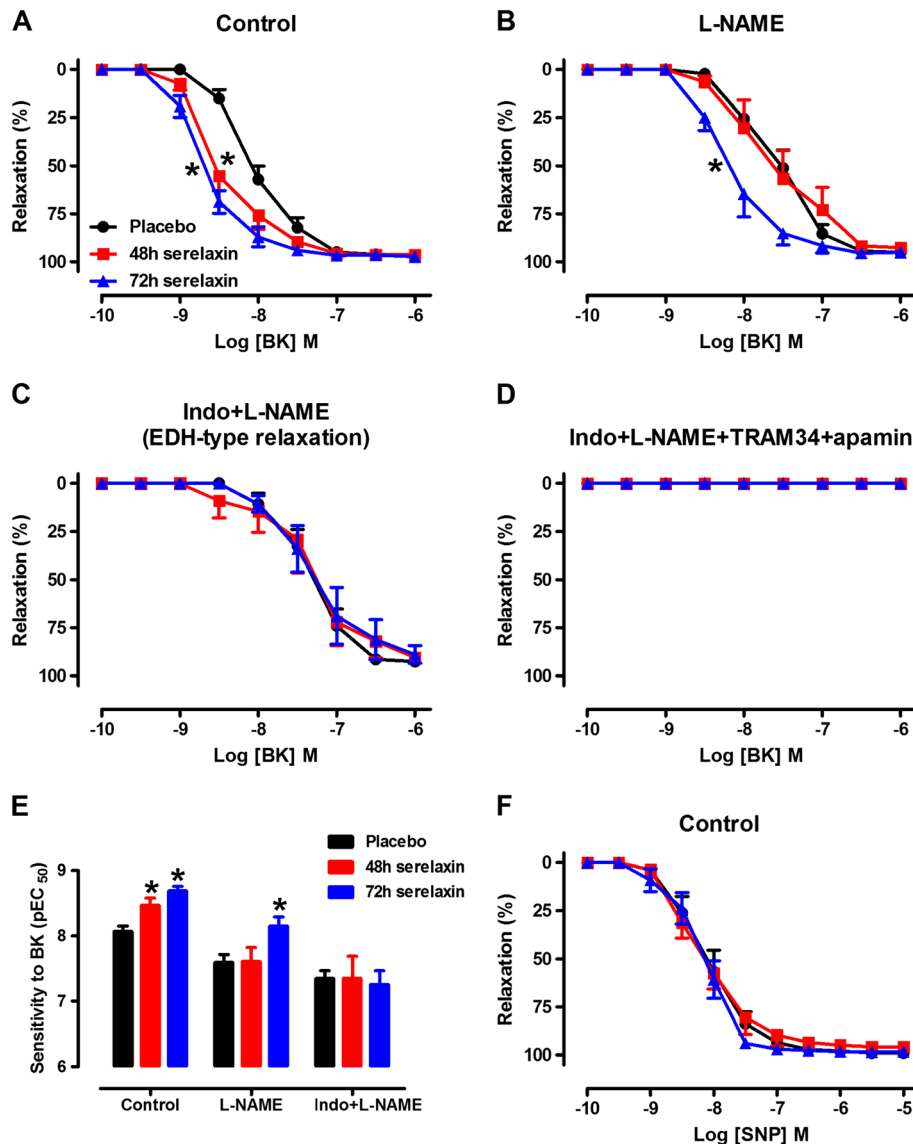 A
Control
0
25
50
75
100
Relaxation (%)
*
*
Placebo
48h serelaxin
72h serelaxin
-10
-9
-8
-7
-6
Log [BK] M
B
L-NAME
0
25
50
75
100
Relaxation (%)
*
-10
-9
-8
-7
-6
Log [BK] M
C
Indo+L-NAME
(EDH-type relaxation)
0
25
50
75
100
Relaxation (%)
-10
-9
-8
-7
-6
Log [BK] M
D
Indo+L-NAME+TRAM34+apamin
0
25
50
75
100
Relaxation (%)
-10
-9
-8
-7
-6
Log [BK] M
E
Placebo
48h serelaxin
72h serelaxin
9
8
7
6
Sensitivity to BK (pEC50)
*
*
*
Control
L-NAME
Indo+L-NAME
F
Control
0
25
50
75
100
Relaxation (%)
-10
-9
-8
-7
-6
-5
Log [SNP] M